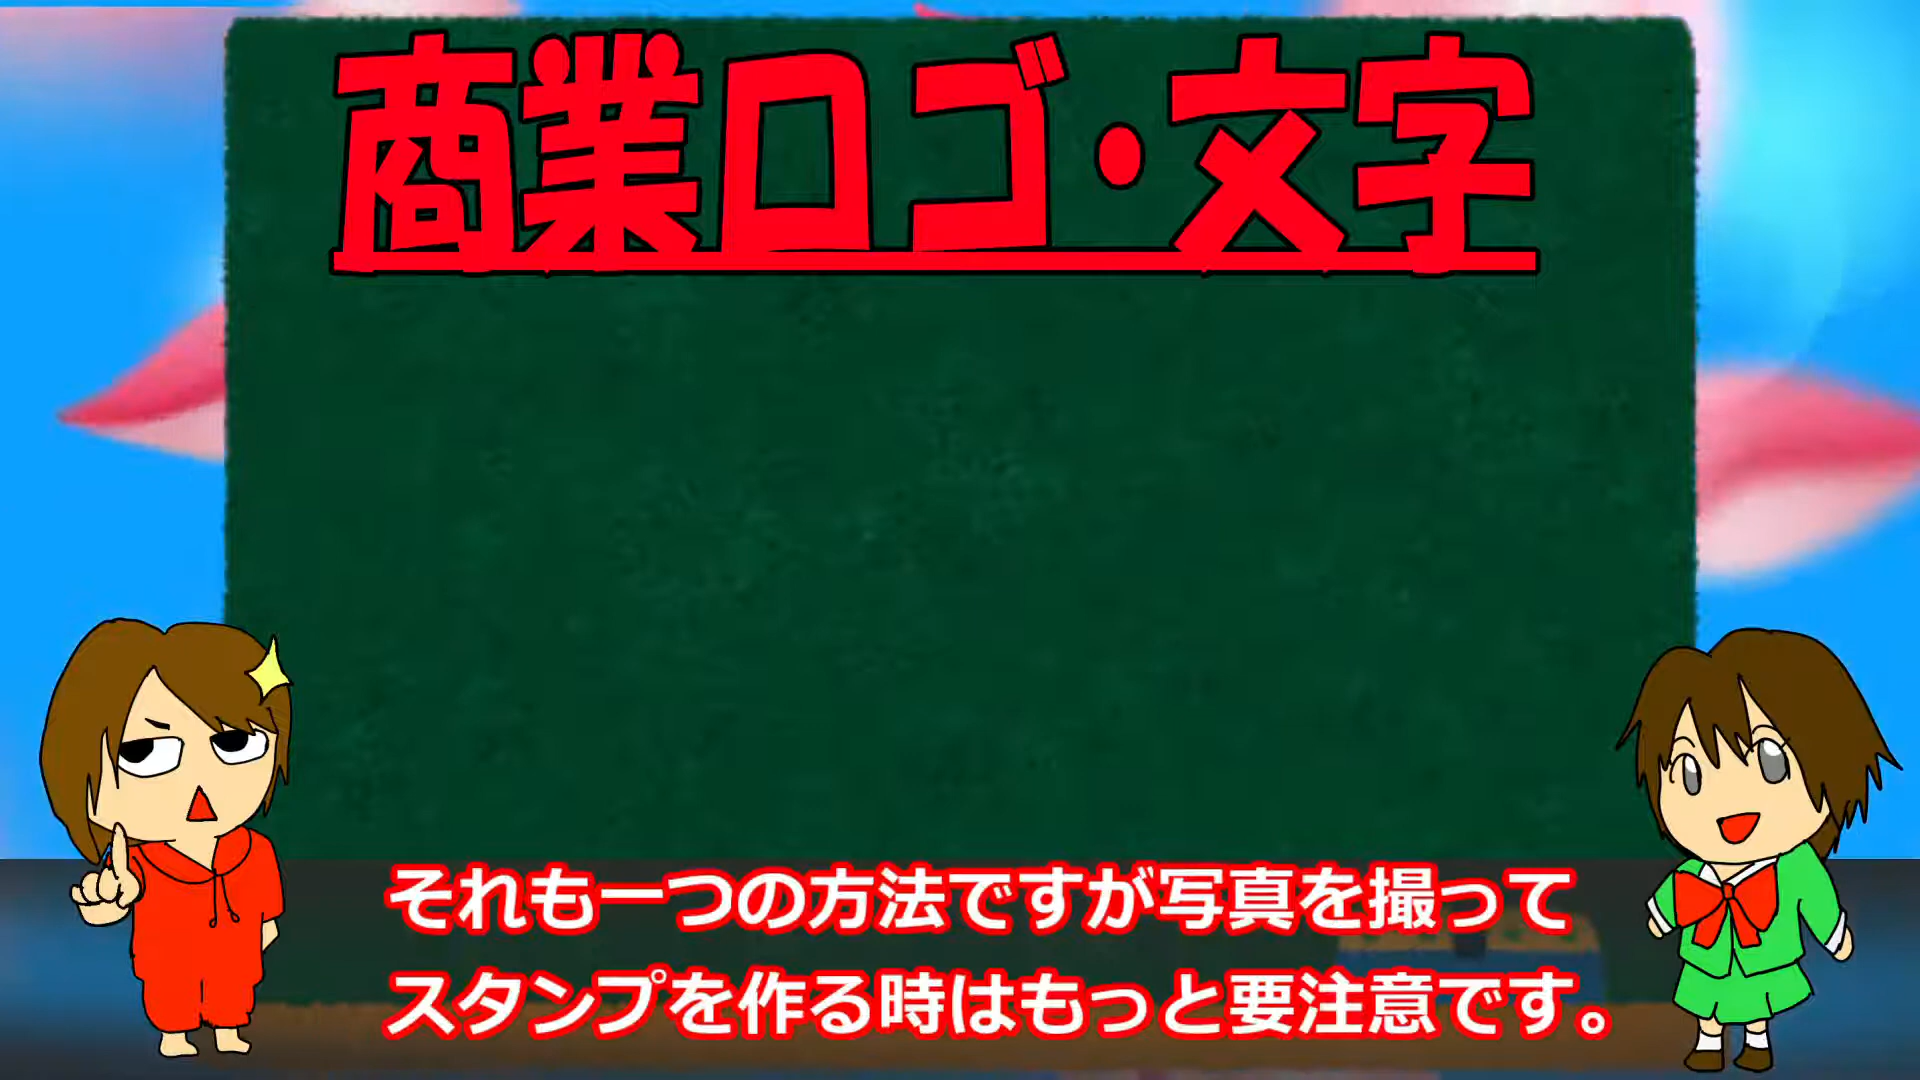 商業ロゴ・文字
それも一つの方法ですが写真を撮って
スタンプを作る時はもっと要注意です。